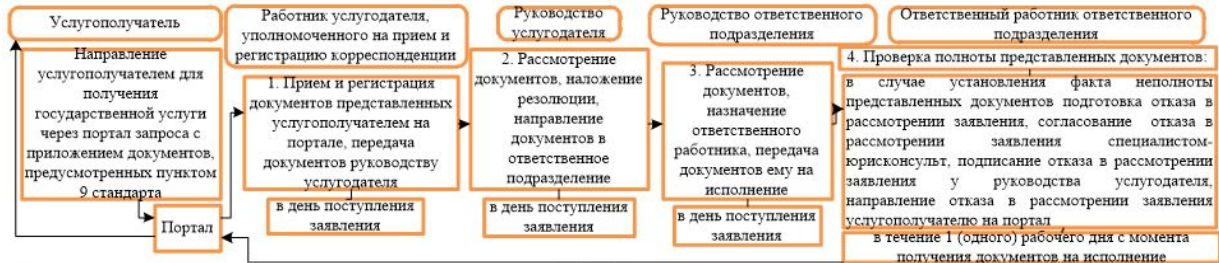 Услугополучатель
Работник услугодателя,
уполномоченного на прием и
регистрацию корреспонденции
Руководство
услугодателя
Руководство ответственного
подразделения
Ответственный работник ответственного
подразделения
Направление
услугополучателем для
получения
государственной услуги
через портал запроса с
приложением документов,
предусмотренных пунктом
9 стандарта
Портал
1. Прием и регистрация
документов представленных
услугополучателем на
портале, передача
документов руководству
услугодателя
в день поступления
заявления
2. Рассмотрение
документов, наложение
резолюции,
направление
документов в
ответственное
подразделение
в день поступления
заявления
3. Рассмотрение
документов,
назначение
ответственного
работника, передача
документов ему на
исполнение
в день поступления
заявления
4. Проверка полноты представленных документов:
в случае установления факта неполноты
представленных документов подготовка отказа в
рассмотрении заявления, согласование отказа в
рассмотрении заявления специалистом-
юрисконсульт, подписание отказа в рассмотрении
заявления у руководства услугодателя,
направление отказа в рассмотрении заявления
услугополучателю на портал
в течение 1 (одного) рабочего дня с момента
получения документов на исполнение